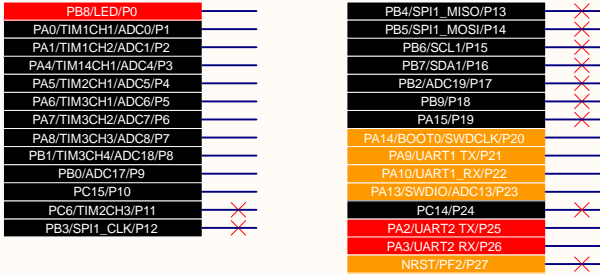 PB8/LED/P0
PA0/TIM1CH1/ADC0/P1
PA1/TIM1CH2/ADC1/P2
PA4/TIM14CH1/ADC4/P3
PA5/TIM2CH1/ADC5/P4
PA6/TIM3CH1/ADC6/P5
PA7/TIM3CH2/ADC7/P6
PA8/TIM3CH3/ADC8/P7
PB1/TIM3CH4/ADC18/P8
PB0/ADC17/P9
PC15/P10
PC6/TIM2CH3/P11
PB3/SPI1_CLK/P12
PB4/SPI1_MISO/P13
PB5/SPI1_MOSI/P14
PB6/SCL1/P15
PB7/SDA1/P16
PB2/ADC19/P17
PB9/P18
PA15/P19
PA14/BOOT0/SWDCLK/P20
PA9/UART1 TX/P21
PA10/UART1_RX/P22
PA13/SWDIO/ADC13/P23
PC14/P24
PA2/UART2 TX/P25
PA3/UART2 RX/P26
NRST/PF2/P27